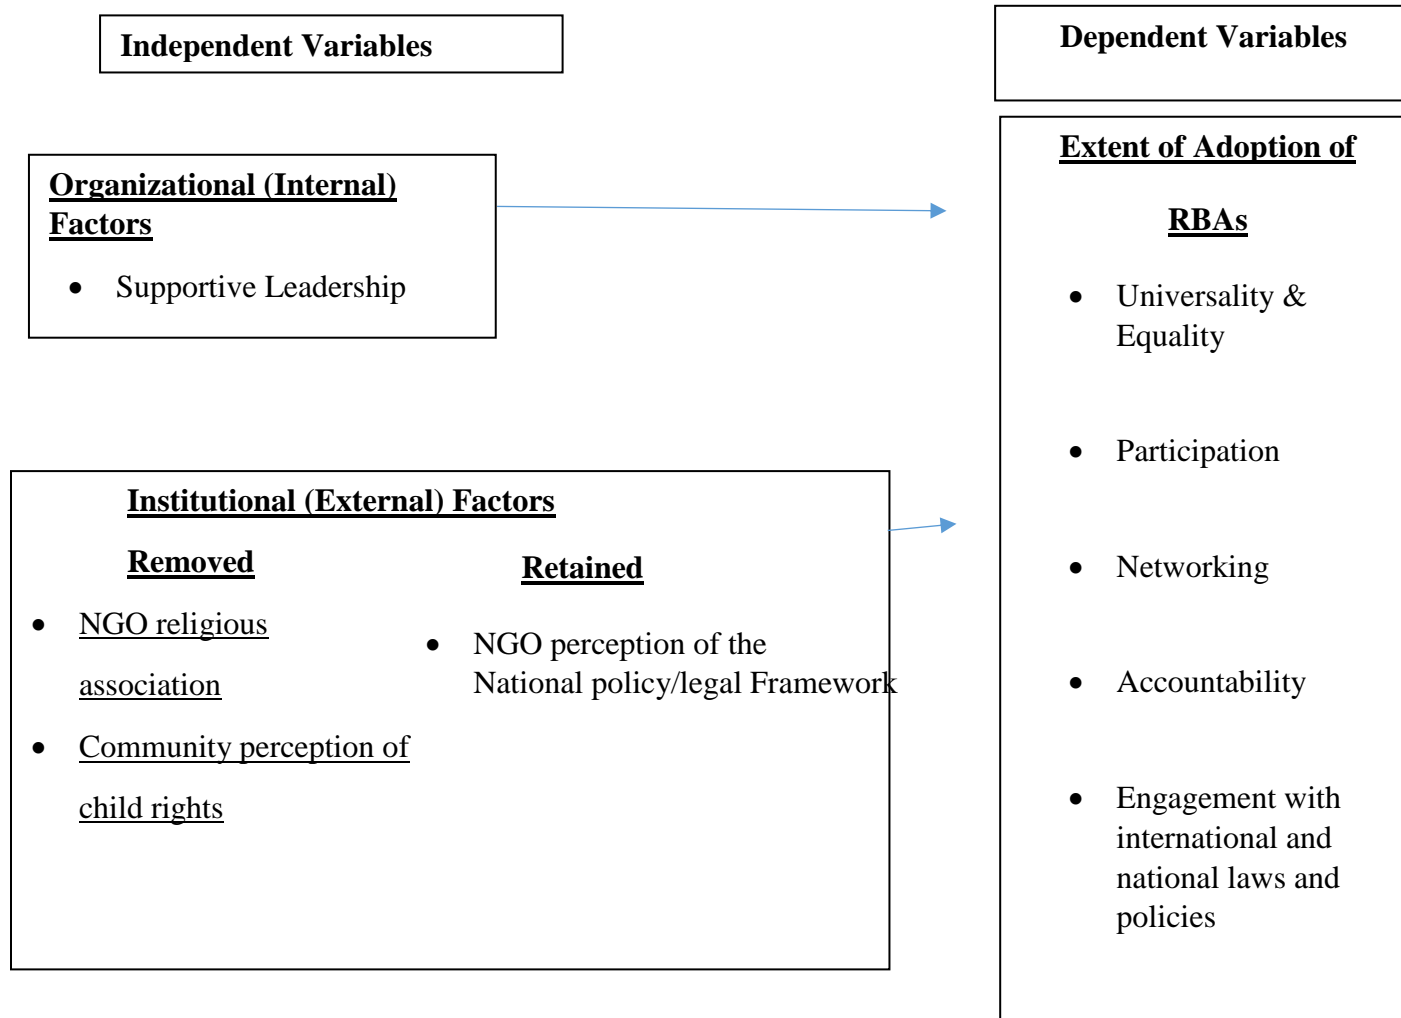 Independent Variables
Dependent Variables
Organizational (Internal)
Factors
• Supportive Leadership
Institutional (External) Factors
Removed
• NGO religious
association
• Community perception of
child rights
Retained
• NGO perception of the
National policy/legal Framework
Extent of Adoption of
RBAs
• Universality &
Equality
• Participation
• Networking
• Accountability
• Engagement with
international and
national laws and
policies